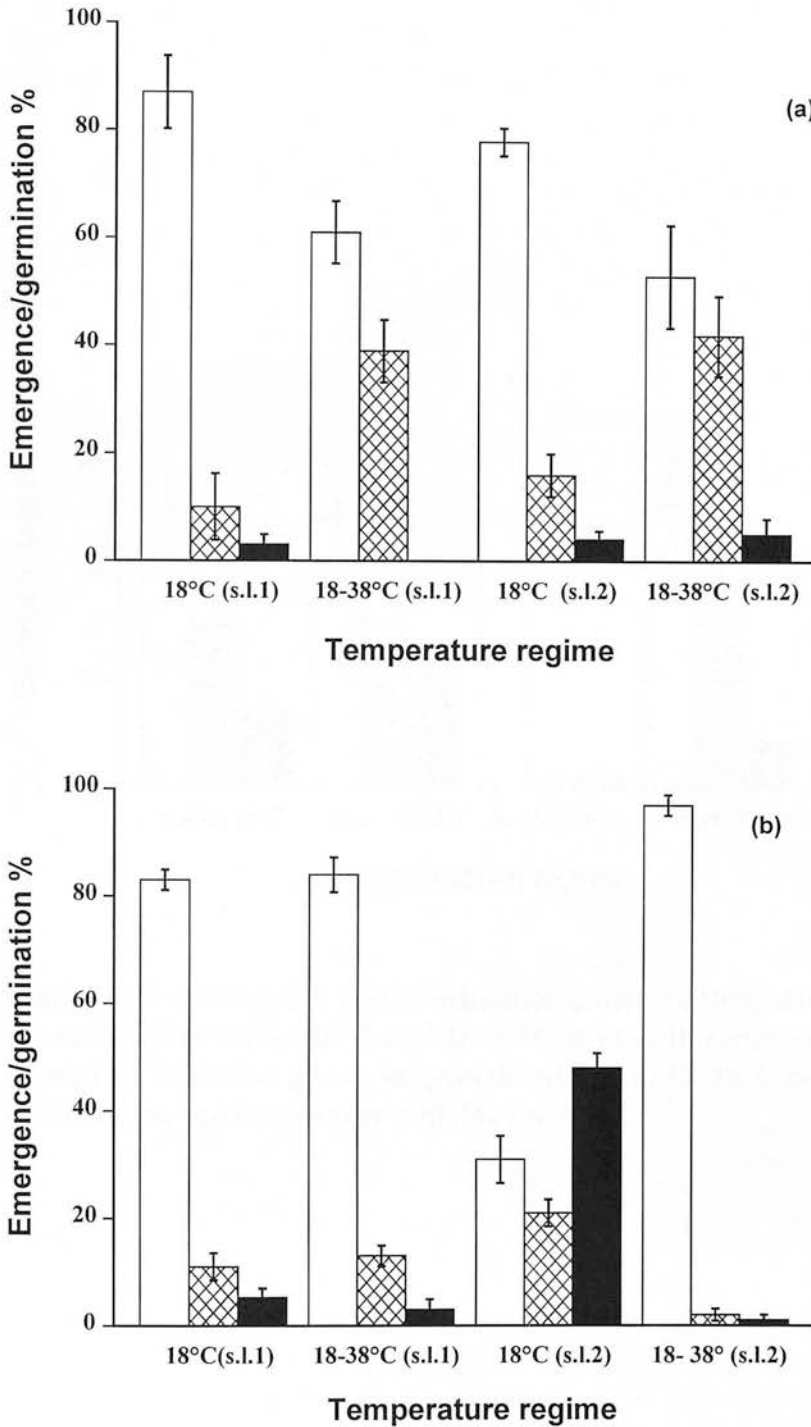 100
80
60
40
20
0
Emergence/germination %
(a)
18°C (s.l.1)
18-38°C (s.l.1)
18°C (s.l.2)
18-38°C (s.l.2)
Temperature regime
100
80
60
40
20
0
Emergence/germination %
(b)
18°C(s.l.1)
18-38°C (s.l.1)
18°C (s.l.2)
18- 38° (s.l.2)
Temperature regime